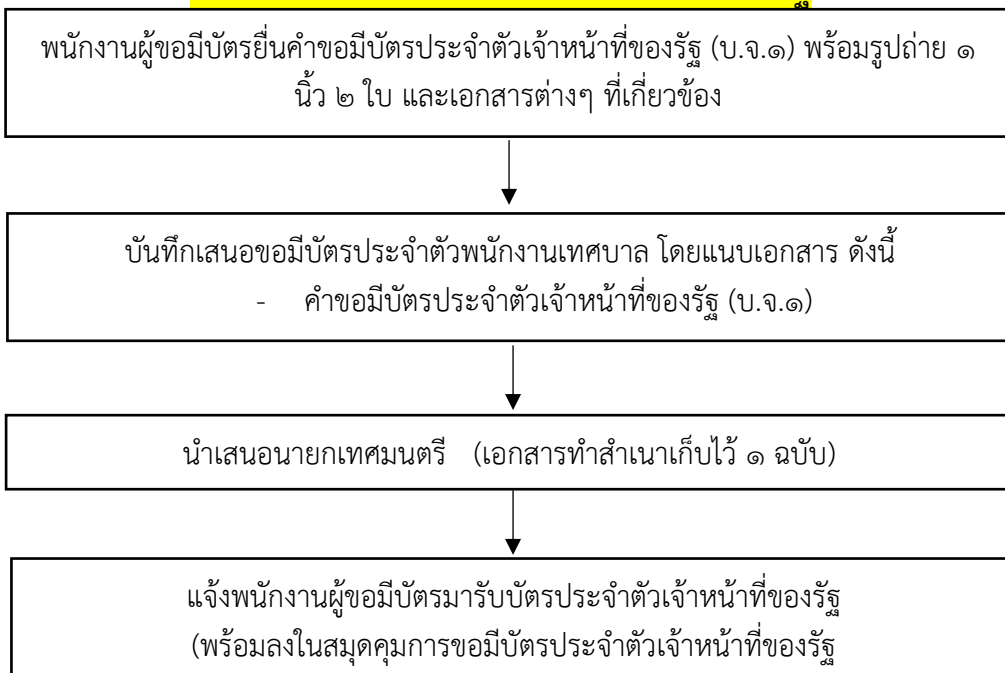 พนักงานผู้ขอมีบัตรยื่นคำขอมีบัตรประจำตัวเจ้าหน้าที่ของรัฐ (บ.จ.๑) พร้อมรูปถ่าย ๑
นิ้ว ๒ ใบ และเอกสารต่างๆ ที่เกี่ยวข้อง
บันทึกเสนอขอมีบัตรประจำตัวพนักงานเทศบาล โดยแนบเอกสาร ดังนี้
- คำขอมีบัตรประจำตัวเจ้าหน้าที่ของรัฐ (บ.จ.๑)
นำเสนอนายกเทศมนตรี (เอกสารทำสำเนาเก็บไว้ ๑ ฉบับ)
แจ้งพนักงานผู้ขอมีบัตรมารับบัตรประจำตัวเจ้าหน้าที่ของรัฐ
(พร้อมลงในสมุดคุมการขอมีบัตรประจำตัวเจ้าหน้าที่ของรัฐ